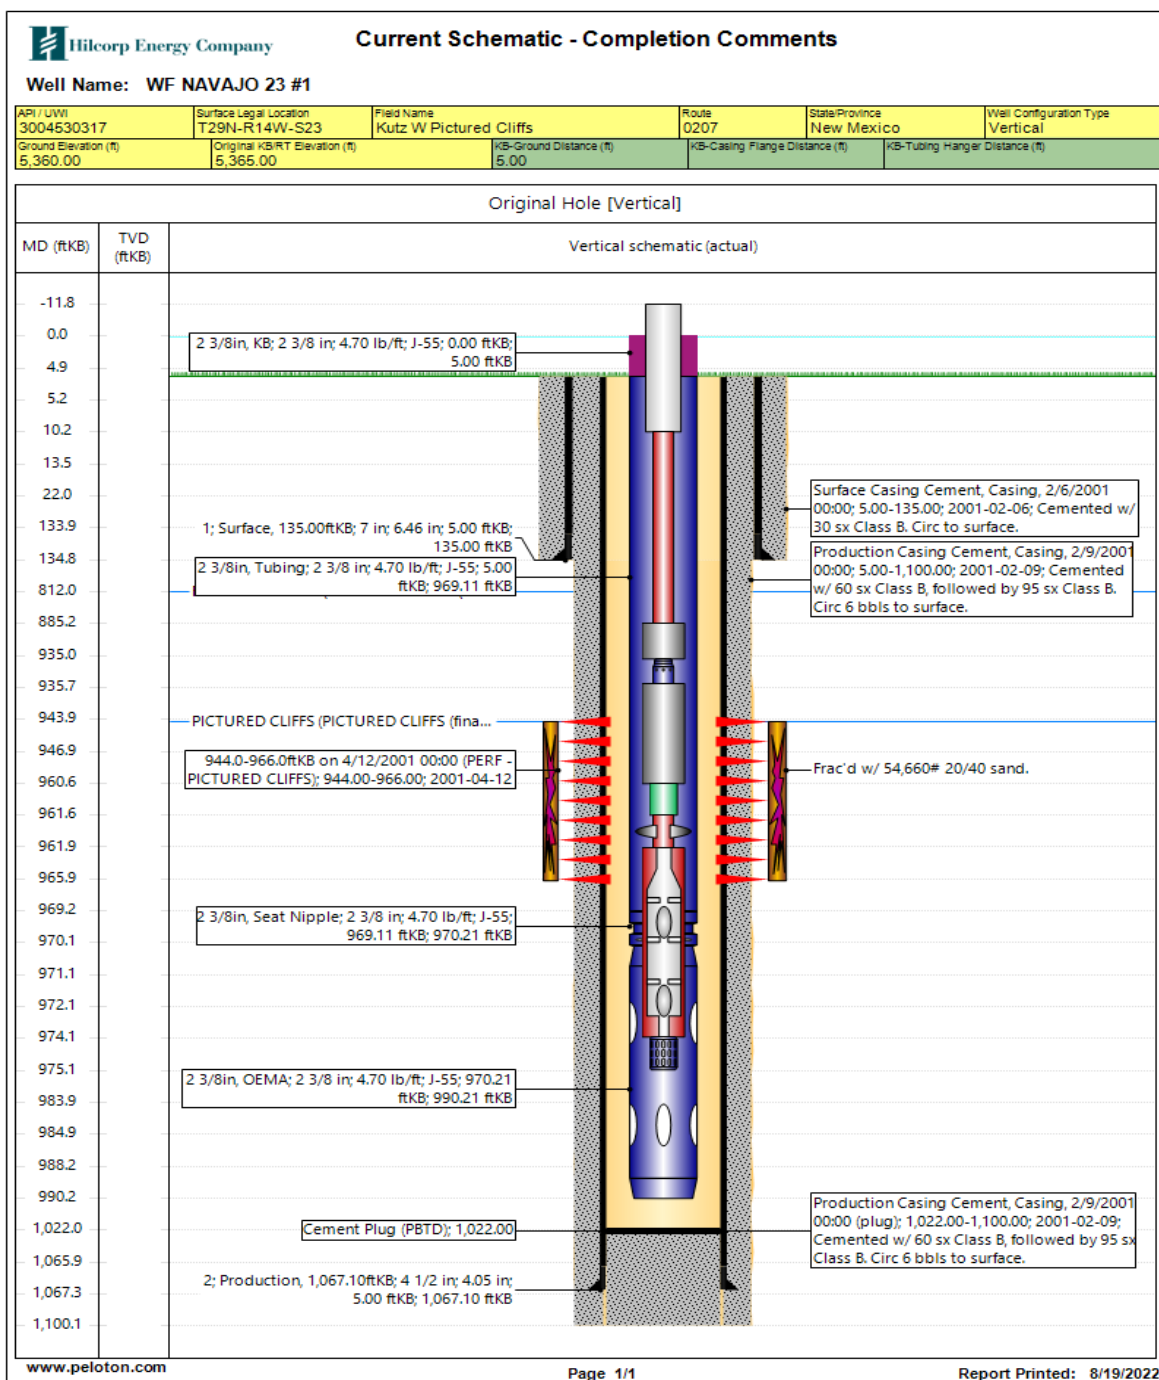 Hilcorp Energy Company
Current Schematic - Completion Comments
Well Name: WF NAVAJO 23 #1
API / UWI
3004530317
Surface Legal Location
T29N-R14W-S23
Field Name
Kutz W Pictured Cliffs
Route
0207
State/Province
New Mexico
Well Configuration Type
Vertical
Ground Elevation (ft)
5,360.00
Original KB/RT Elevation (ft)
5,365.00
KB-Ground Distance (ft)
5.00
KB-Casing Flange Distance (ft)
KB-Tubing Hanger Distance (ft)
Original Hole [Vertical]
MD (ftKB)
TVD
(ftKB)
Vertical schematic (actual)
-11.8
0.0
4.9
5.2
10.2
13.5
22.0
133.9
134.8
812.0
885.2
935.0
935.7
943.9
946.9
960.6
961.6
961.9
965.9
969.2
970.1
971.1
972.1
974.1
975.1
983.9
984.9
988.2
990.2
1,022.0
1,065.9
1,067.3
1,100.1
2 3/8in, KB; 2 3/8 in; 4.70 lb/ft; J-55; 0.00 ftKB;
5.00 ftKB
Surface Casing Cement, Casing, 2/6/2001
00:00; 5.00-135.00; 2001-02-06; Cemented w/
30 sx Class B. Circ to surface.
1; Surface, 135.00ftKB; 7 in; 6.46 in; 5.00 ftKB;
135.00 ftKB
2 3/8in, Tubing; 2 3/8 in; 4.70 lb/ft; J-55; 5.00
ftKB; 969.11 ftKB
Production Casing Cement, Casing, 2/9/2001
00:00; 5.00-1,100.00; 2001-02-09; Cemented
w/ 60 sx Class B, followed by 95 sx Class B.
Circ 6 bbls to surface.
PICTURED CLIFFS (PICTURED CLIFFS (fina...
944.0-966.0ftKB on 4/12/2001 00:00 (PERF -
PICTURED CLIFFS); 944.00-966.00; 2001-04-12
Frac'd w/ 54,660# 20/40 sand.
2 3/8in, Seat Nipple; 2 3/8 in; 4.70 lb/ft; J-55;
969.11 ftKB; 970.21 ftKB
2 3/8in, OEMA; 2 3/8 in; 4.70 lb/ft; J-55; 970.21
ftKB; 990.21 ftKB
Cement Plug (PBTD); 1,022.00
Production Casing Cement, Casing, 2/9/2001
00:00 (plug); 1,022.00-1,100.00; 2001-02-09;
Cemented w/ 60 sx Class B, followed by 95 sx
Class B. Circ 6 bbls to surface.
2; Production, 1,067.10ftKB; 4 1/2 in; 4.05 in;
5.00 ftKB; 1,067.10 ftKB
www.peloton.com
Page 1/1
Report Printed: 8/19/2022